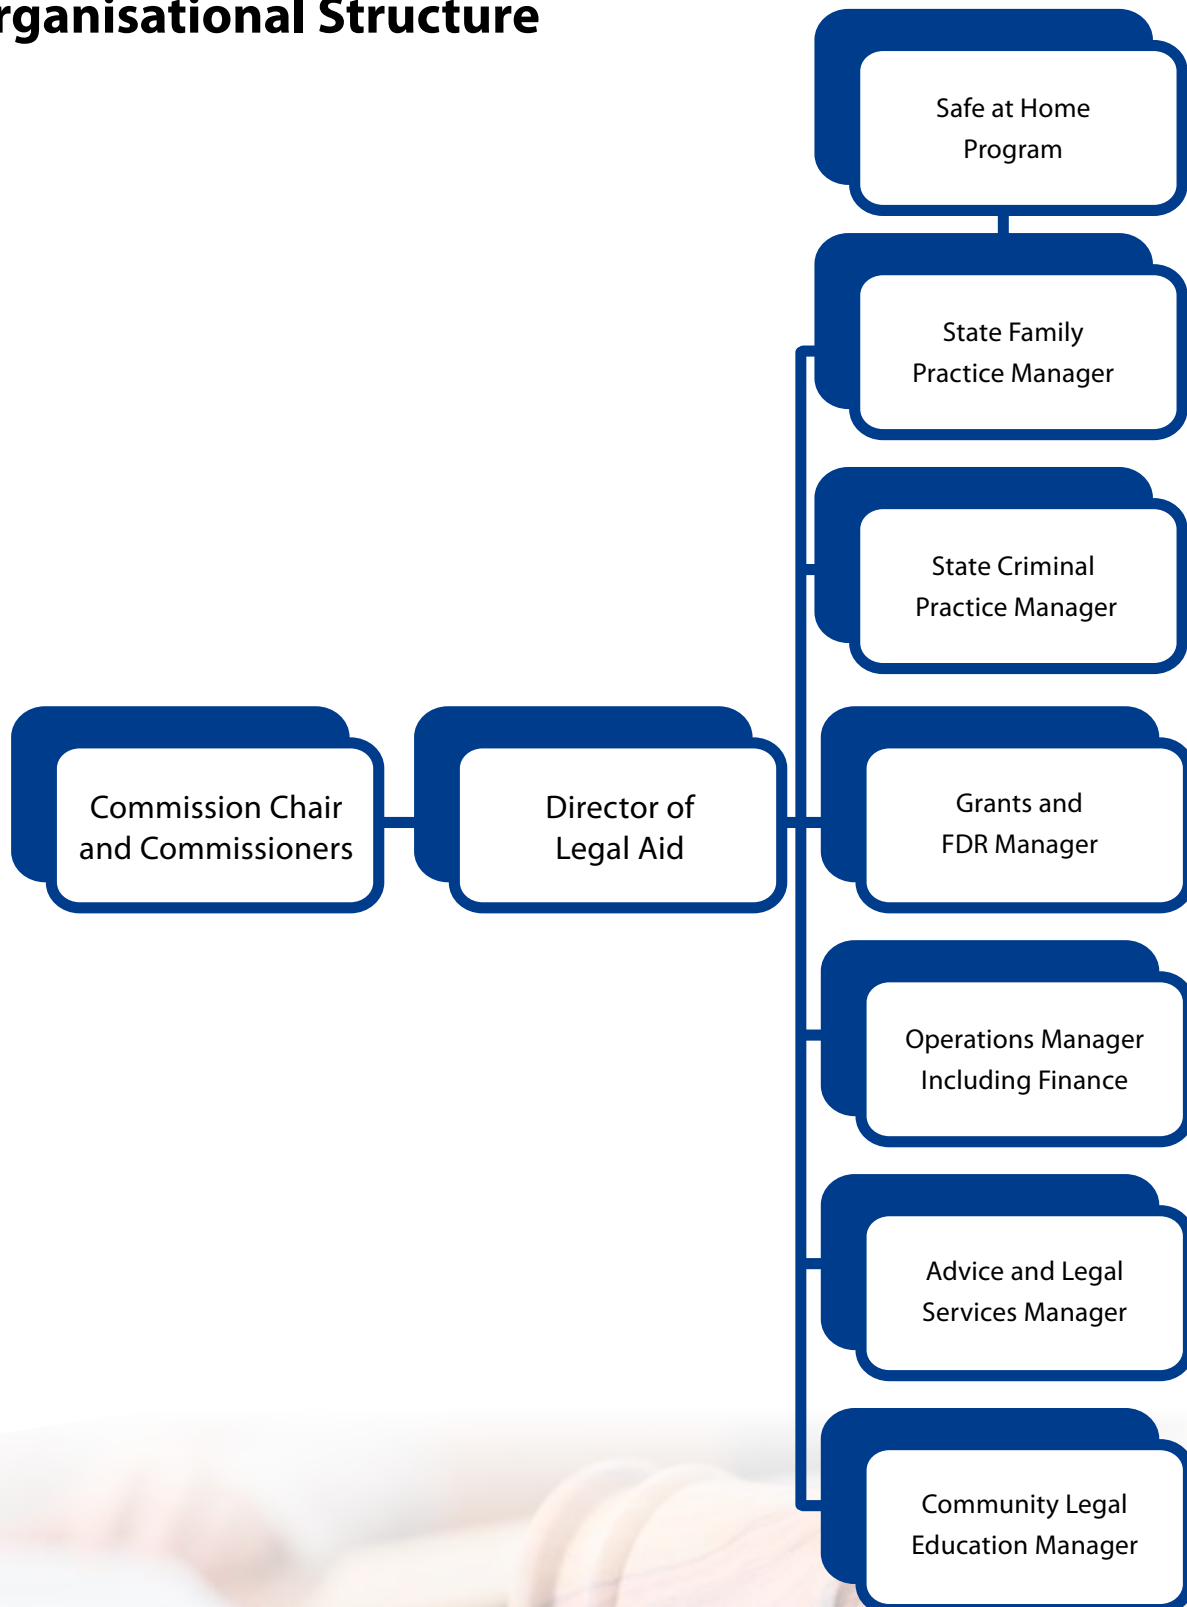 rganisational Structure
Safe at Home
Program
State Family
Practice Manager
State Criminal
Practice Manager
Commission Chair
and Commissioners
Director of
Legal Aid
Grants and
FDR Manager
Operations Manager
Including Finance
Advice and Legal
Services Manager
Community Legal
Education Manager